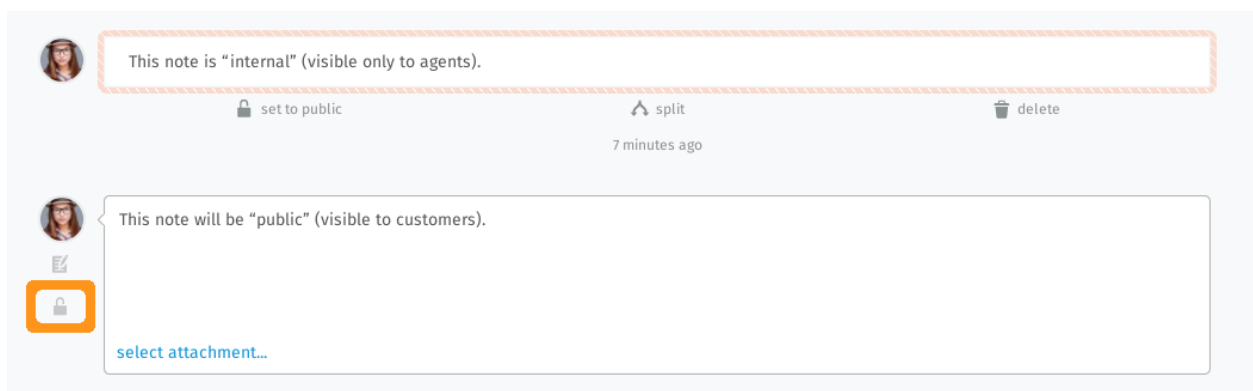 This note is “internal” (visible only to agents).
set to public split delete
7 minutes ago
This note will be “public” (visible to customers).
select attachment...